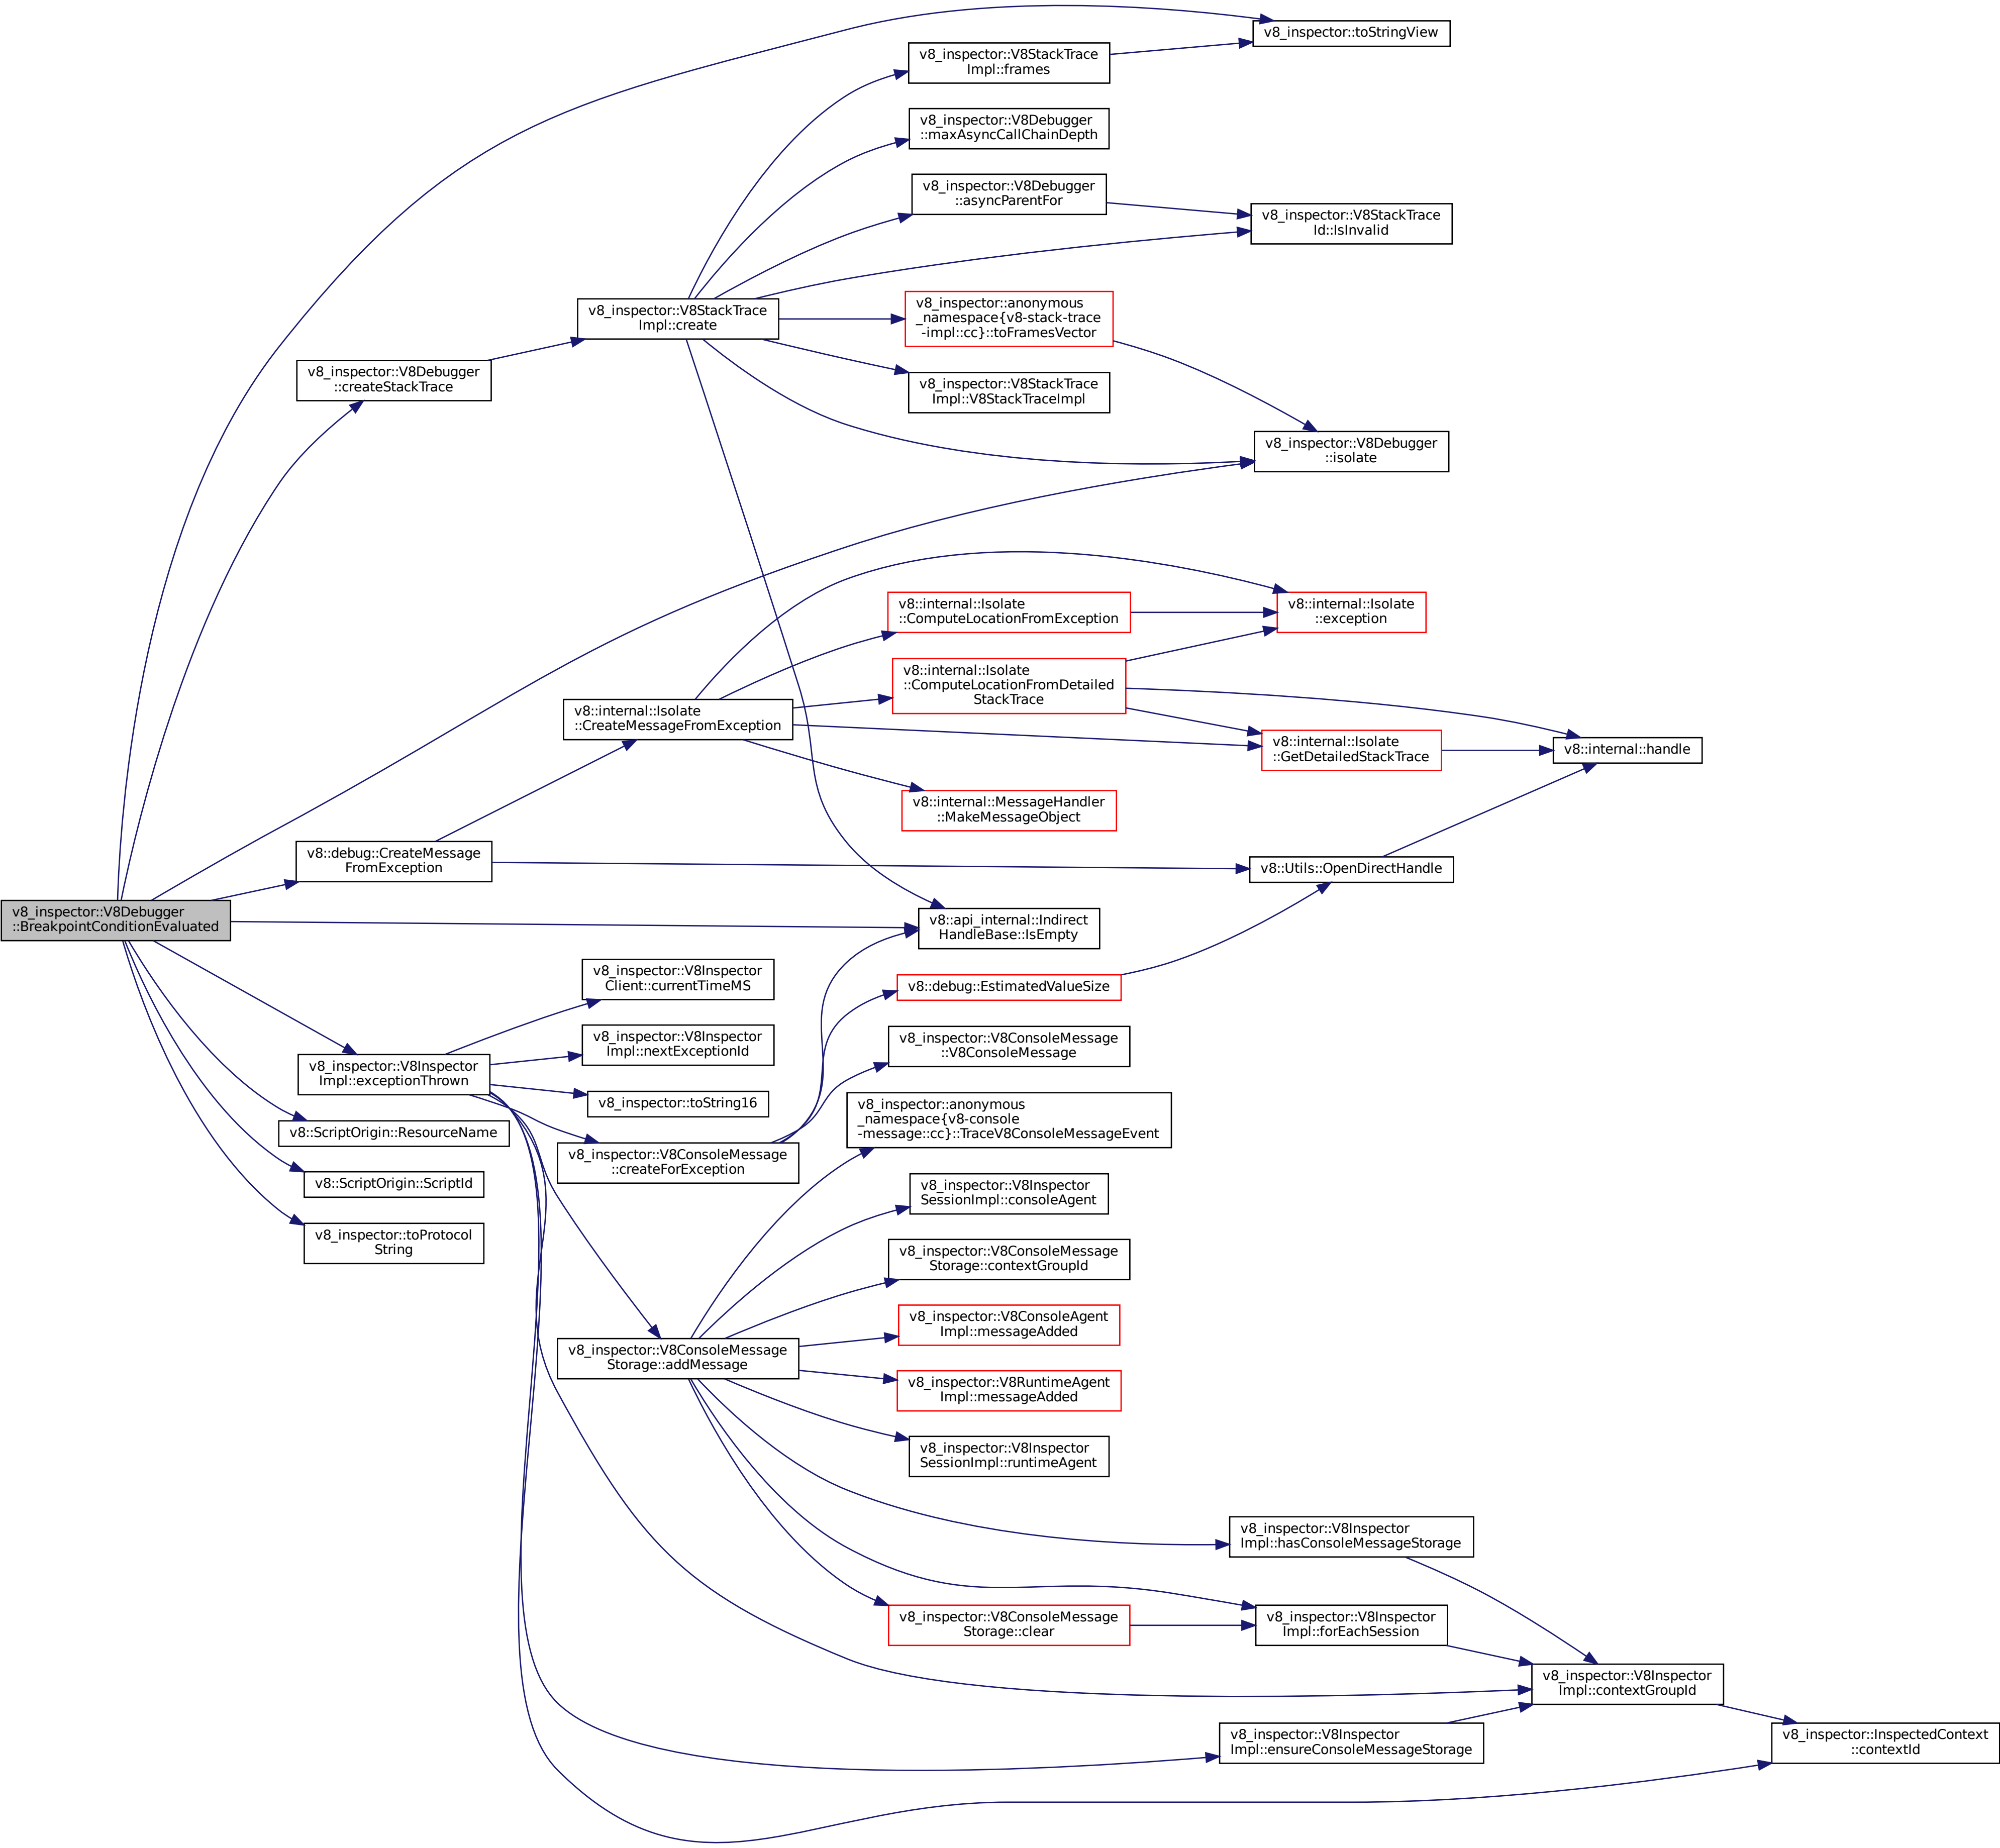 v8_inspector::toStringView
v8_inspector::V8StackTrace
Impl::frames
v8_inspector::V8Debugger
::maxAsyncCallChainDepth
v8_inspector::V8Debugger
::asyncParentFor
v8_inspector::V8StackTrace
Id::IsInvalid
v8_inspector::V8StackTrace
Impl::create
v8_inspector::anonymous
_namespace{v8-stack-trace
-impl::cc}::toFramesVector
v8_inspector::V8Debugger
::createStackTrace
v8_inspector::V8StackTrace
Impl::V8StackTraceImpl
v8_inspector::V8Debugger
::isolate
v8::internal::Isolate
::ComputeLocationFromException
v8::internal::Isolate
::exception
v8::internal::Isolate
::ComputeLocationFromDetailed
StackTrace
v8::internal::Isolate
::CreateMessageFromException
v8::internal::Isolate
::GetDetailedStackTrace
v8::internal::handle
v8::internal::MessageHandler
::MakeMessageObject
v8::debug::CreateMessage
FromException
v8::Utils::OpenDirectHandle
v8_inspector::V8Debugger
::BreakpointConditionEvaluated
v8::api_internal::Indirect
HandleBase::IsEmpty
v8_inspector::V8Inspector
Client::currentTimeMS
v8::debug::EstimatedValueSize
v8_inspector::V8Inspector
Impl::nextExceptionId
v8_inspector::V8ConsoleMessage
::V8ConsoleMessage
v8_inspector::V8Inspector
Impl::exceptionThrown
v8_inspector::toString16
v8_inspector::anonymous
_namespace{v8-console
-message::cc}::TraceV8ConsoleMessageEvent
v8::ScriptOrigin::ResourceName
v8_inspector::V8ConsoleMessage
::createForException
v8::ScriptOrigin::ScriptId
v8_inspector::V8Inspector
SessionImpl::consoleAgent
v8_inspector::toProtocol
String
v8_inspector::V8ConsoleMessage
Storage::contextGroupId
v8_inspector::V8ConsoleAgent
Impl::messageAdded
v8_inspector::V8ConsoleMessage
Storage::addMessage
v8_inspector::V8RuntimeAgent
Impl::messageAdded
v8_inspector::V8Inspector
SessionImpl::runtimeAgent
v8_inspector::V8Inspector
Impl::hasConsoleMessageStorage
v8_inspector::V8ConsoleMessage
Storage::clear
v8_inspector::V8Inspector
Impl::forEachSession
v8_inspector::V8Inspector
Impl::contextGroupId
v8_inspector::V8Inspector
Impl::ensureConsoleMessageStorage
v8_inspector::InspectedContext
::contextId